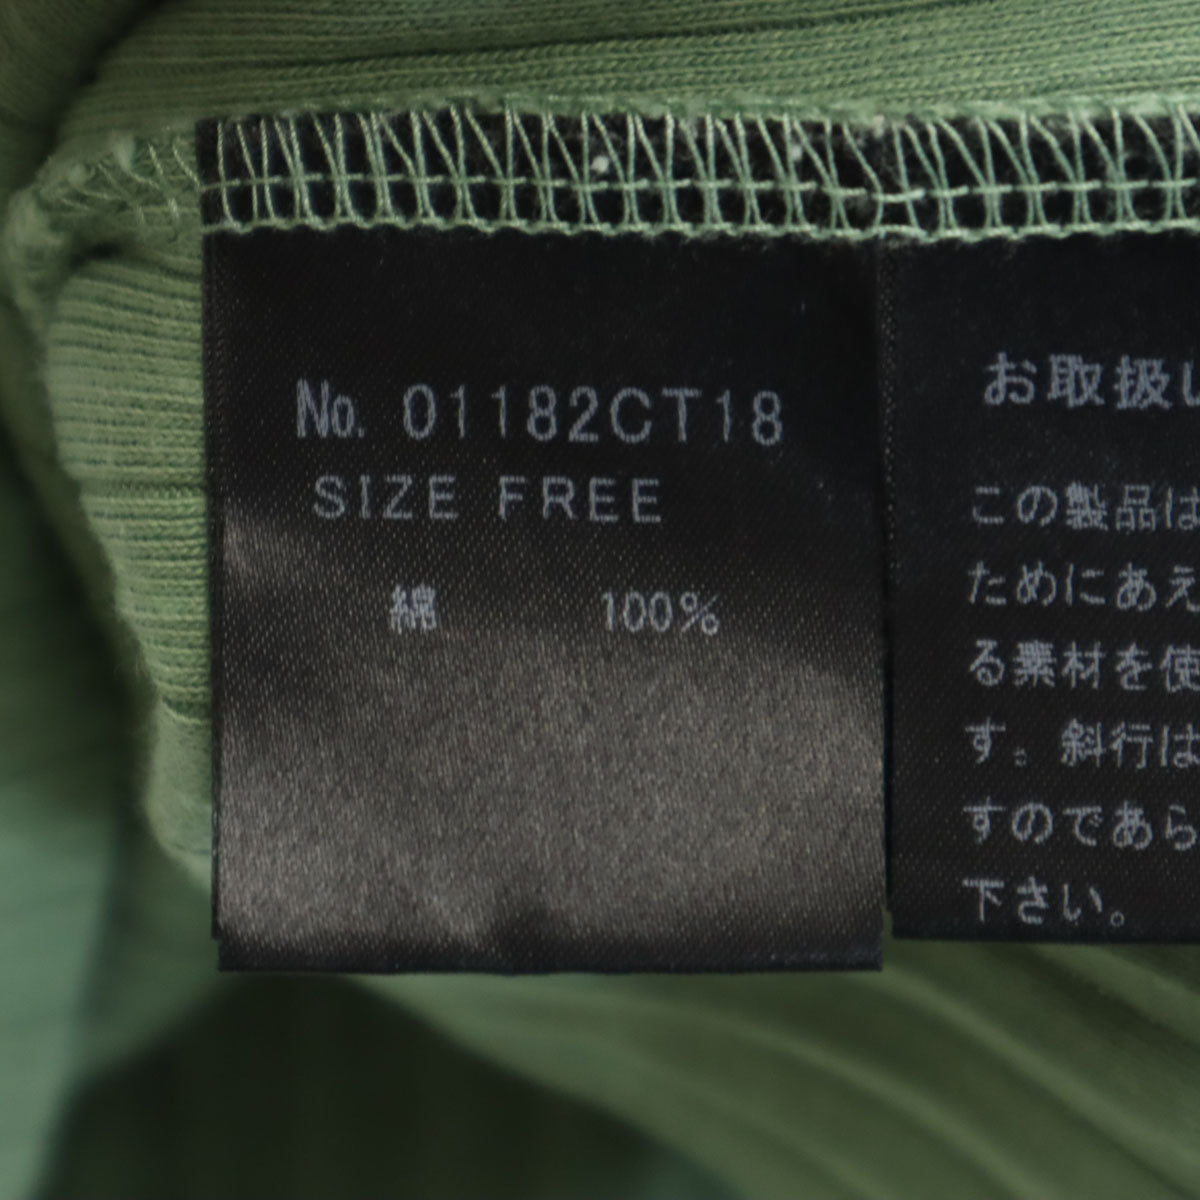 No. 01182CT18
SIZE FREE
綿 100%
お取扱い
この製品は
ためにあえ
る素材を使
す。斜行は
すのであら
下さい。